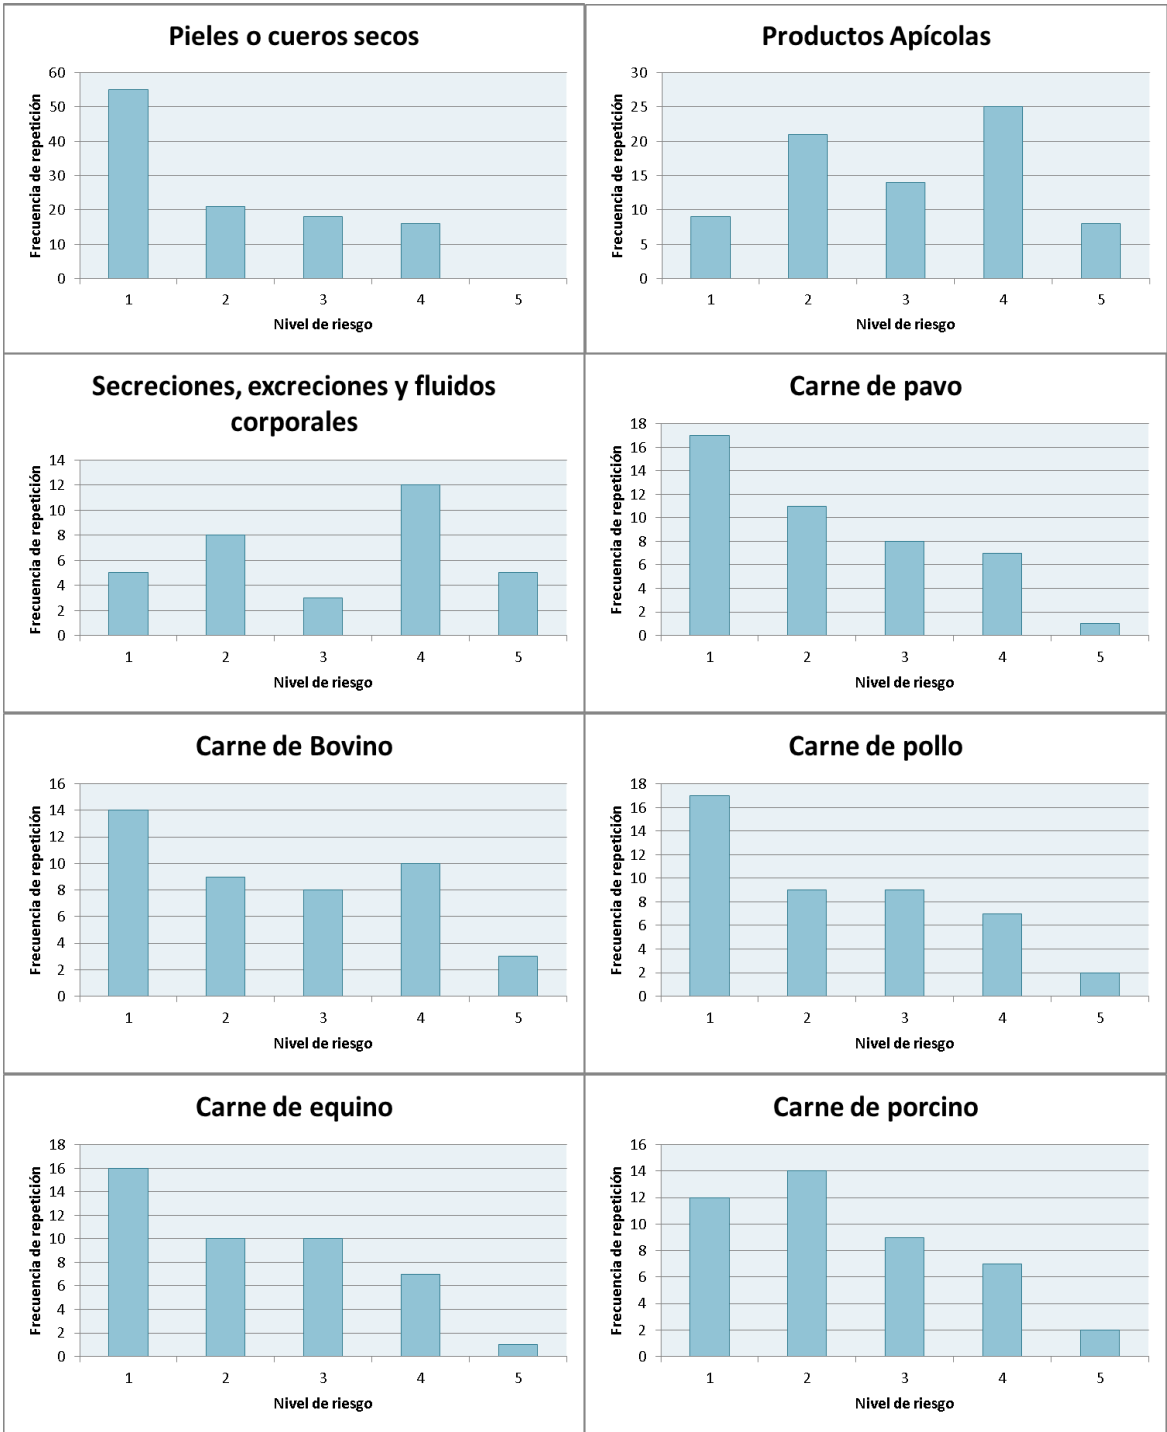 Pieles o cueros secos
Frecuencia de repetición
60
50
40
30
20
10
0
1 2 3 4 5
Nivel de riesgo
Productos Apícolas
Frecuencia de repetición
30
25
20
15
10
5
0
1 2 3 4 5
Nivel de riesgo
Secreciones, excreciones y fluidos
corporales
Frecuencia de repetición
14
12
10
8
6
4
2
0
1 2 3 4 5
Nivel de riesgo
Carne de pavo
Frecuencia de repetición
18
16
14
12
10
8
6
4
2
0
1 2 3 4 5
Nivel de riesgo
Carne de Bovino
Frecuencia de repetición
16
14
12
10
8
6
4
2
0
1 2 3 4 5
Nivel de riesgo
Carne de pollo
Frecuencia de repetición
18
16
14
12
10
8
6
4
2
0
1 2 3 4 5
Nivel de riesgo
Carne de equino
Frecuencia de repetición
18
16
14
12
10
8
6
4
2
0
1 2 3 4 5
Nivel de riesgo
Carne de porcino
Frecuencia de repetición
16
14
12
10
8
6
4
2
0
1 2 3 4 5
Nivel de riesgo